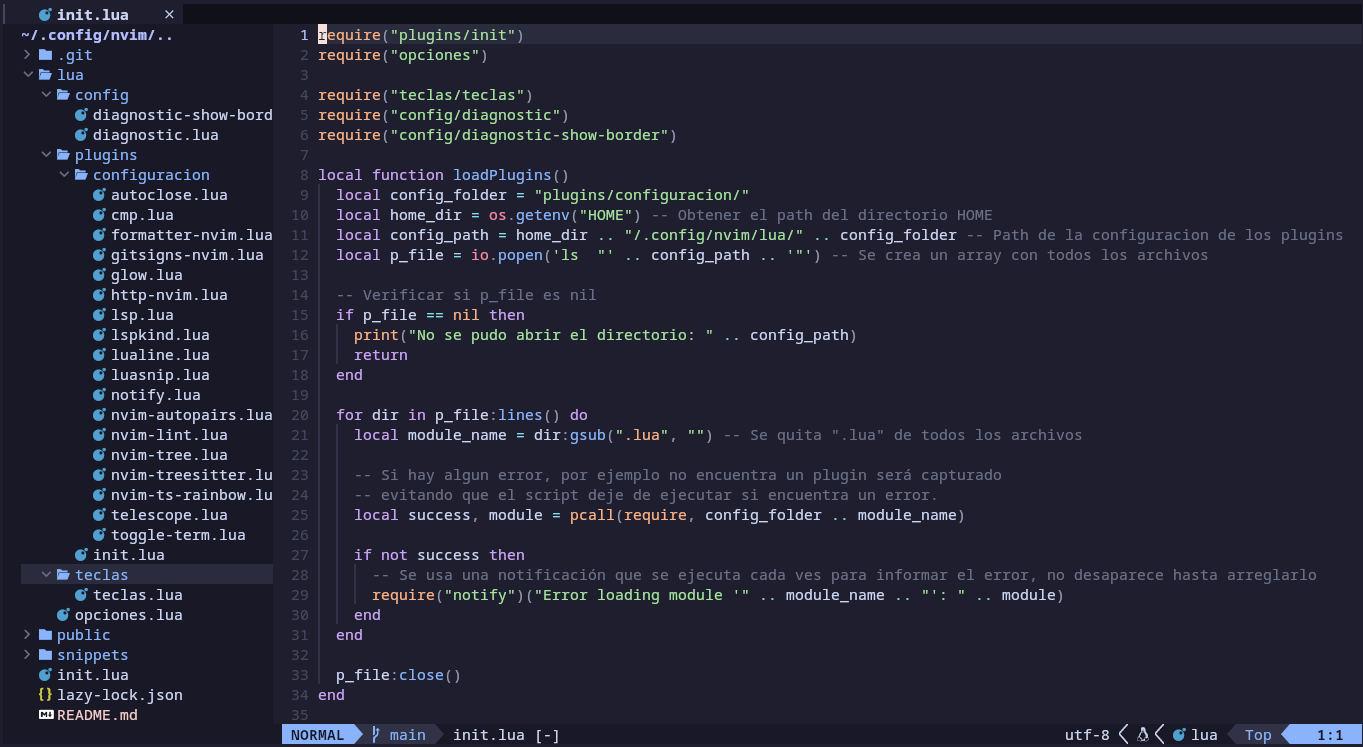 init.lua ×
~/.config/nvim/..
.git
lua
config
diagnostic-show-bord
diagnostic.lua
plugins
configuracion
autoclose.lua
cmp.lua
formatter-nvim.lua
gitsigns-nvim.lua
glow.lua
http-nvim.lua
lsp.lua
lspkind.lua
lualine.lua
luasnip.lua
notify.lua
nvim-autopairs.lua
nvim-lint.lua
nvim-tree.lua
nvim-treesitter.lu
nvim-ts-rainbow.lu
telescope.lua
toggle-term.lua
init.lua
teclas
teclas.lua
opciones.lua
public
snippets
init.lua
{} lazy-lock.json
README.md
1 require("plugins/init")
2 require("opciones")
3
4 require("teclas/teclas")
5 require("config/diagnostic")
6 require("config/diagnostic-show-border")
7
8 local function loadPlugins()
9 local config_folder = "plugins/configuracion/"
10 local home_dir = os.getenv("HOME") -- Obtener el path del directorio HOME
11 local config_path = home_dir .. "/.config/nvim/lua/" .. config_folder -- Path de la configuracion de los plugins
12 local p_file = io.popen('ls  "' .. config_path .. '"') -- Se crea un array con todos los archivos
13
14 -- Verificar si p_file es nil
15 if p_file == nil then
16 print("No se pudo abrir el directorio: " .. config_path)
17 return
18 end
19
20 for dir in p_file:lines() do
21 local module_name = dir:gsub(".lua", "") -- Se quita ".lua" de todos los archivos
22
23 -- Si hay algun error, por ejemplo no encuentra un plugin será capturado
24 -- evitando que el script deje de ejecutar si encuentra un error.
25 local success, module = pcall(require, config_folder .. module_name)
26
27 if not success then
28 -- Se usa una notificación que se ejecuta cada ves para informar el error, no desaparece hasta arreglarlo
29 require("notify")("Error loading module '" .. module_name .. "': " .. module)
30 end
31 end
32
33 p_file:close()
34 end
35
NORMAL main init.lua [-] utf-8 lua Top 1:1